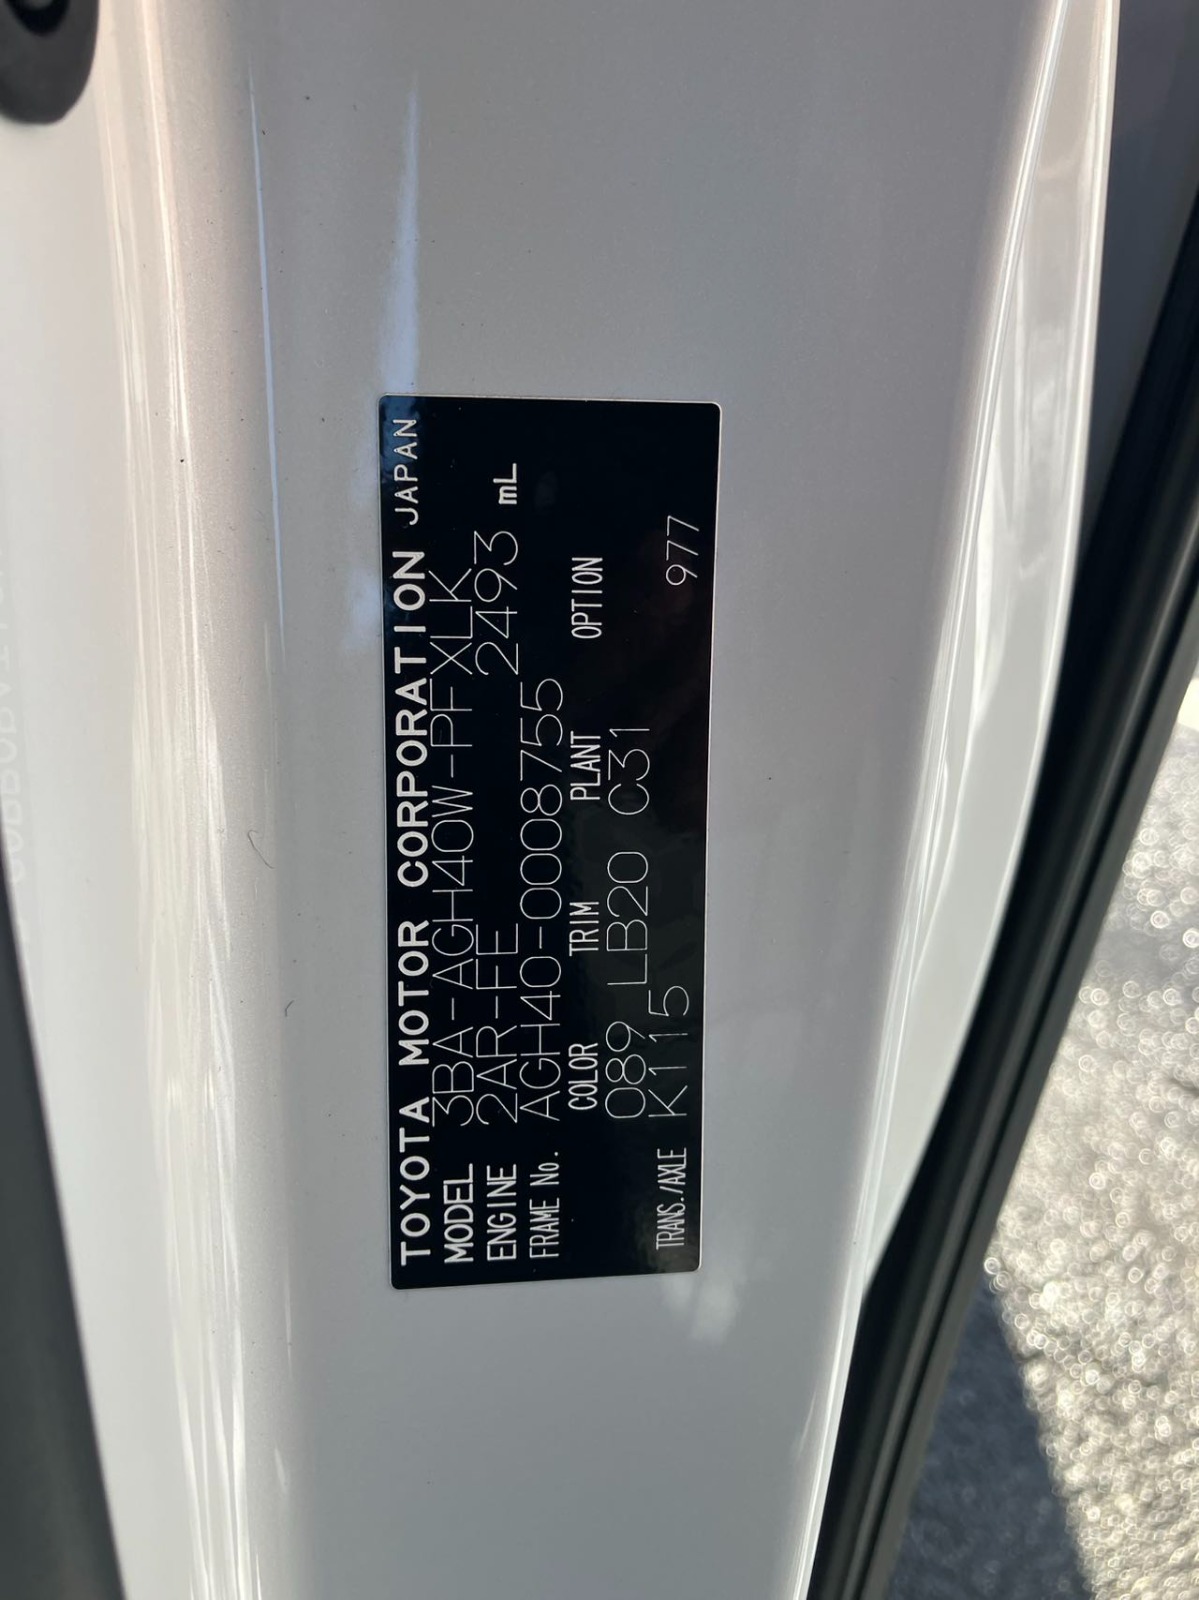 TOYOTA MOTOR CORPORATION JAPAN
MODEL 3BA-AGH40W-PFXLK
ENGINE 2AR-FE 2493 mL
FRAME No. AGH40-0008755
COLOR TRIM PLANT OPTION
089 LB20 C31
TRANS./AXLE K115 977